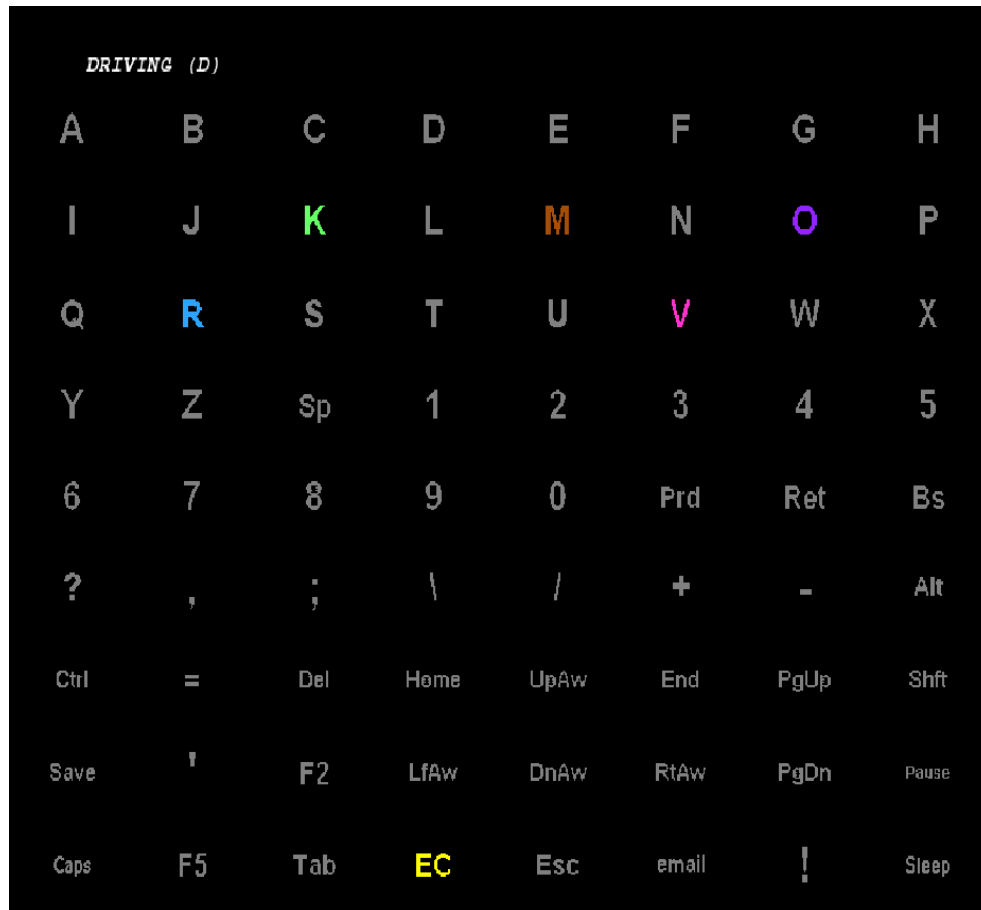 DRIVING (D)
A B C D E F G H
I J K L M N O P
Q R S T U V W X
Y Z Sp 1 2 3 4 5
6 7 8 9 0 Prd Ret Bs
? , ; \ / + - Alt
Ctrl = Del Home UpAw End PgUp Shft
Save ' F2 LfAw DnAw RtAw PgDn Pause
Caps F5 Tab EC Esc email ! Sleep